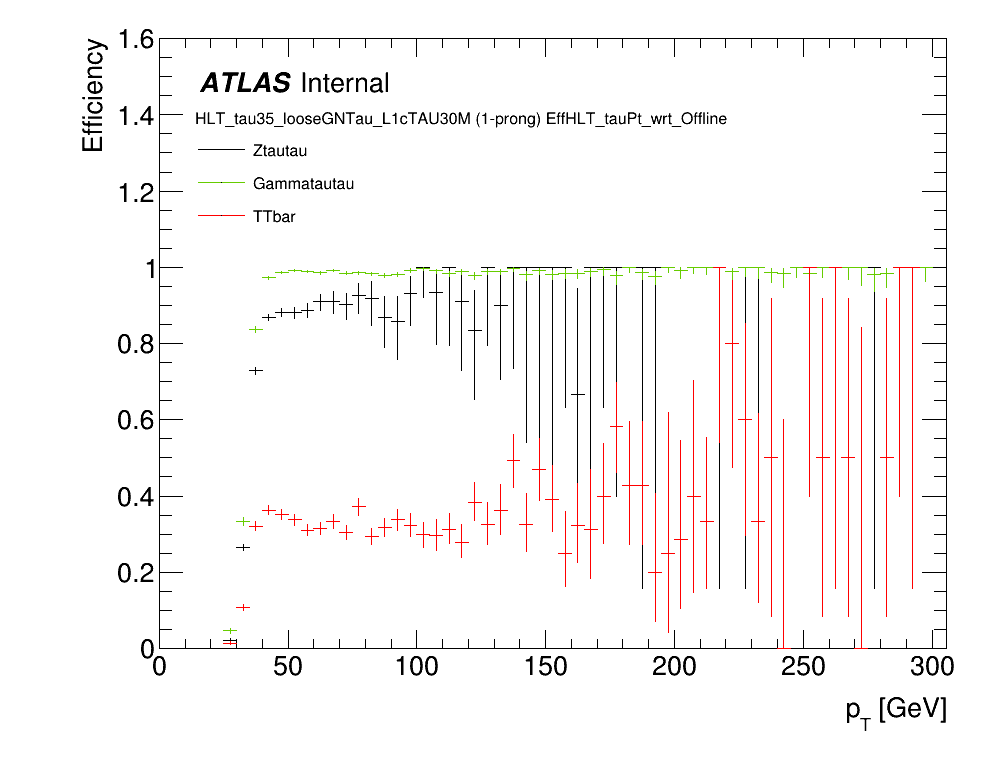 Efficiency
1.6
1.4
1.2
1
0.8
0.6
0.4
0.2
0
ATLAS Internal
HLT_tau35_looseGNTau_L1cTAU30M (1-prong) EffHLT_tauPt_wrt_Offline
Ztautau
Gammatautau
TTbar
0 50 100 150 200 250 300
pT [GeV]